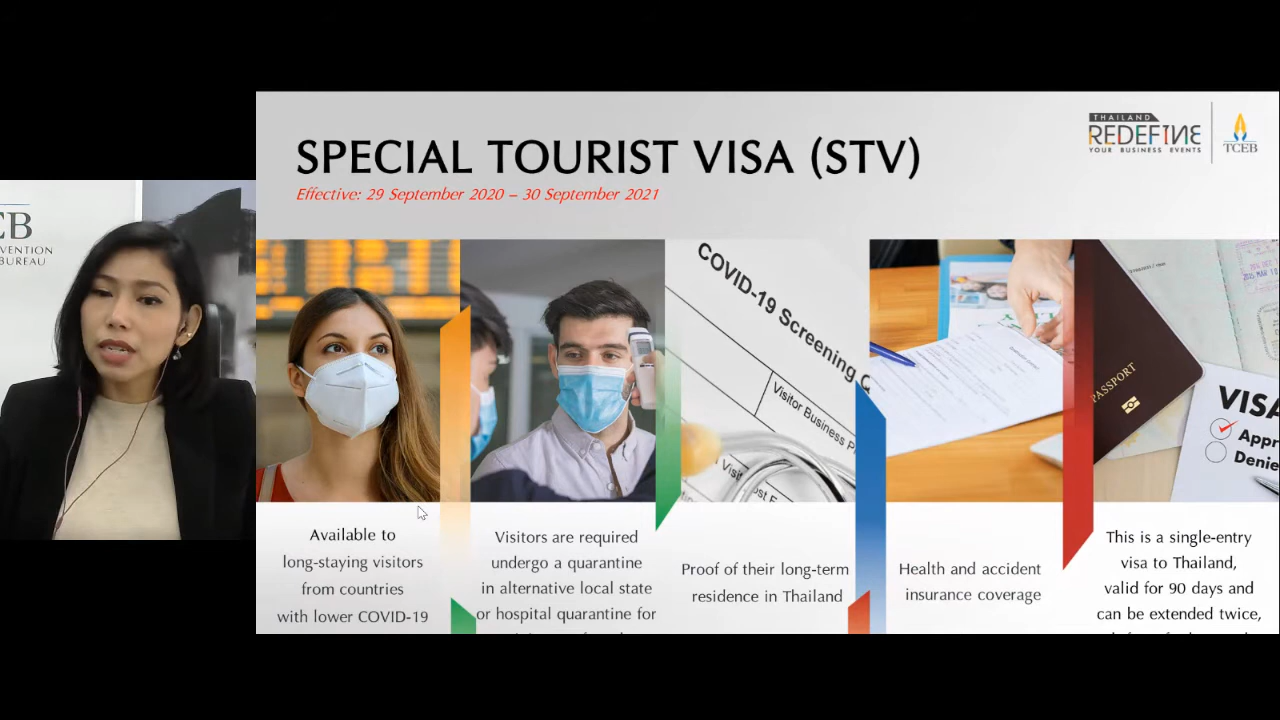 SPECIAL TOURIST VISA (STV)
Effective: 29 September 2020 – 30 September 2021
THAILAND
REDEFINE
YOUR BUSINESS EVENTS
TCEB
EB
VENTION
BUREAU
COVID-19 Screening Q
Visitor Business P
PASSPORT
VISA
Appr
Denie
Available to
long-staying visitors
from countries
with lower COVID-19
Visitors are required
undergo a quarantine
in alternative local state
or hospital quarantine for
Proof of their long-term
residence in Thailand
Health and accident
insurance coverage
This is a single-entry
visa to Thailand,
valid for 90 days and
can be extended twice,